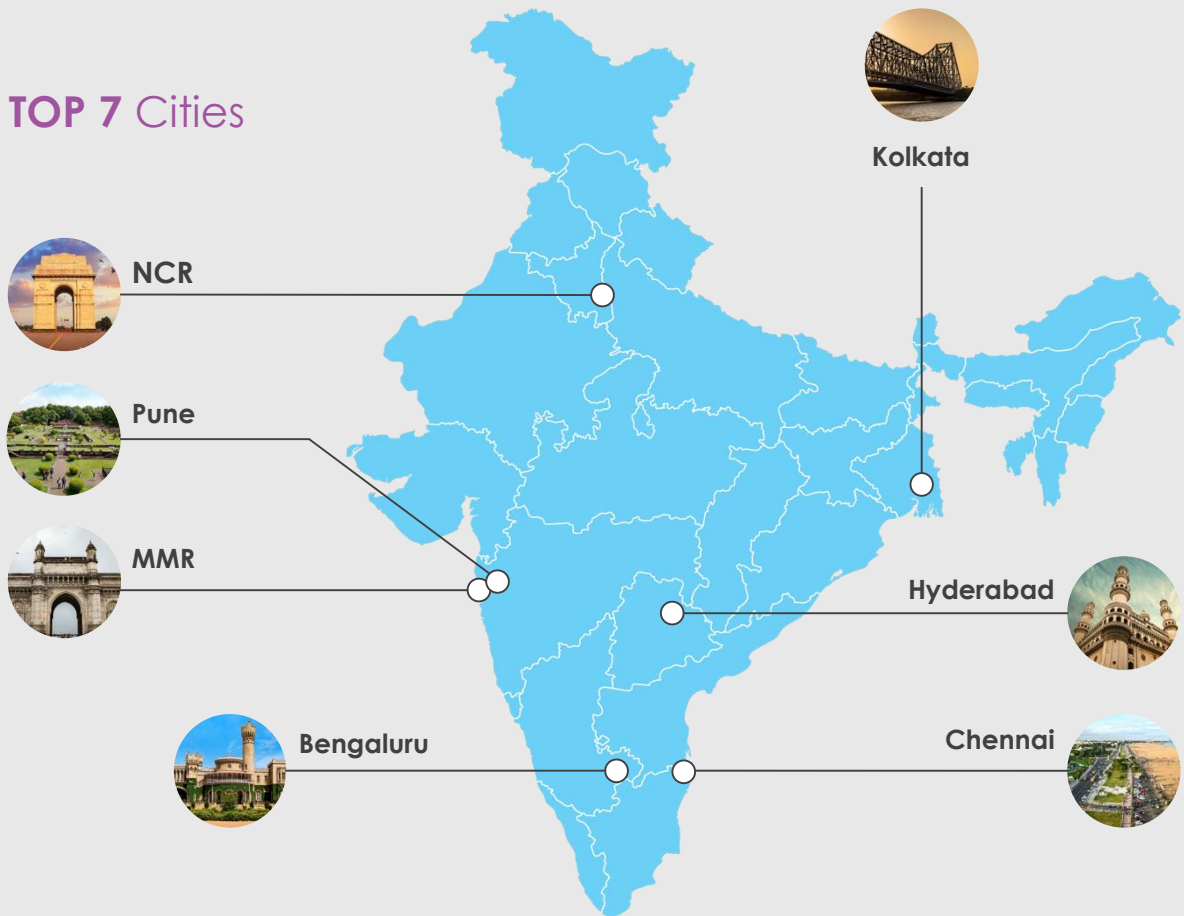 TOP 7 Cities
Kolkata
NCR
Pune
MMR
Hyderabad
Bengaluru
Chennai